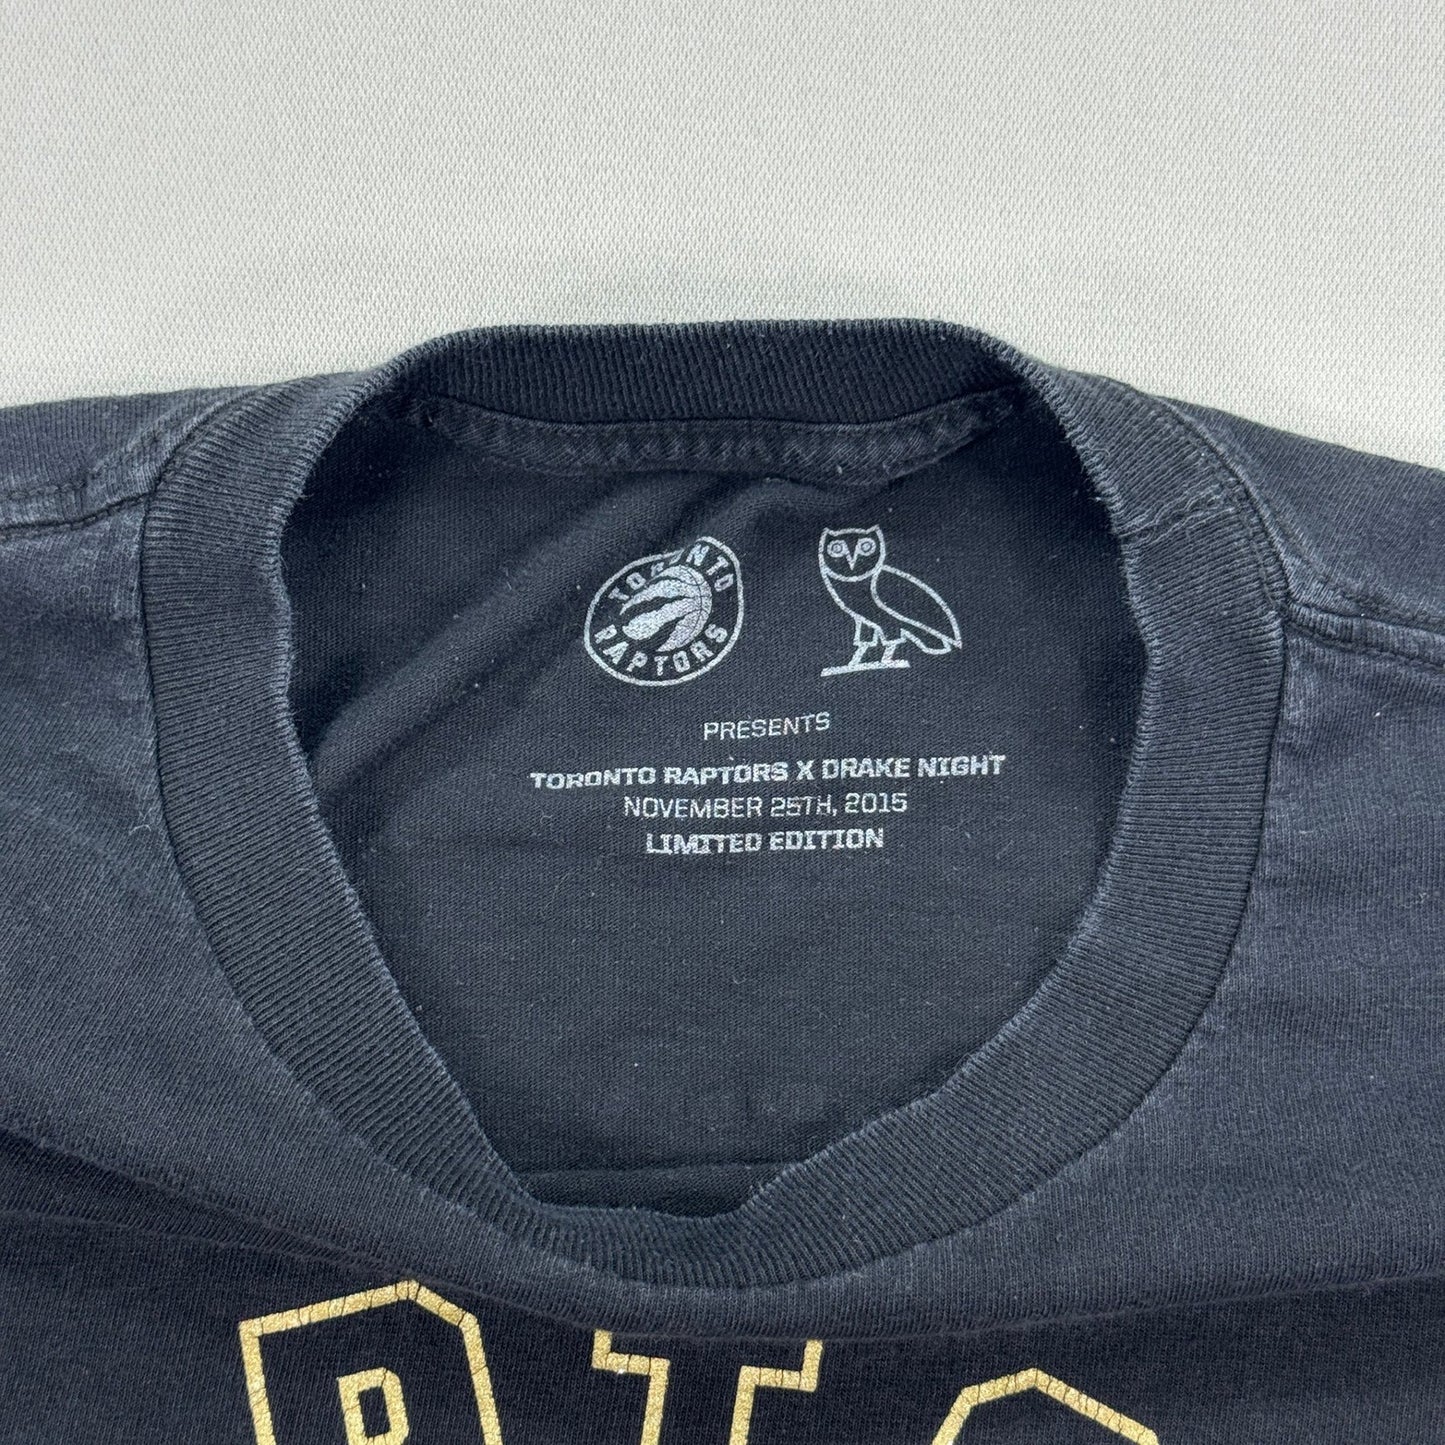 TORONTO
RAPTORS
PRESENTS
TORONTO RAPTORS X DRAKE NIGHT
NOVEMBER 25TH, 2015
LIMITED EDITION